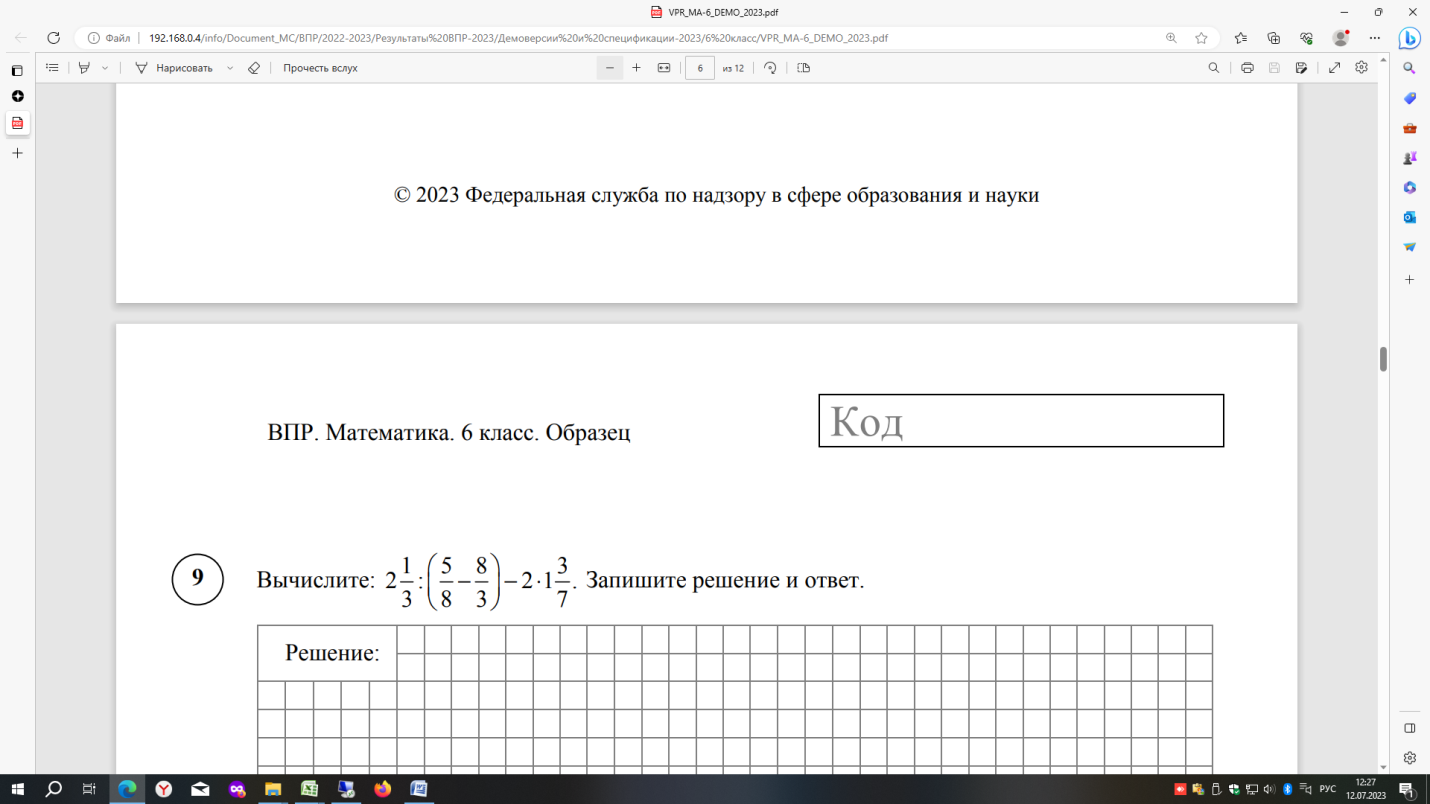 VPR_MA-6_DEMO_2023.pdf
Файл
192.168.0.4/info/Document_MC/ВПР/2022-2023/Результаты%20ВПР-2023/Демоверсии%20и%20спецификации-2023/6%20класс/VPR_MA-6_DEMO_2023.pdf
Нарисовать Прочесть вслух 6 из 12
© 2023 Федеральная служба по надзору в сфере образования и науки
Код
ВПР. Математика. 6 класс. Образец
9 Вычислите: 2 1/3 : (5/8 − 8/3) − 2 · 1 3/7. Запишите решение и ответ.
Решение:
РУС 12:27
12.07.2023